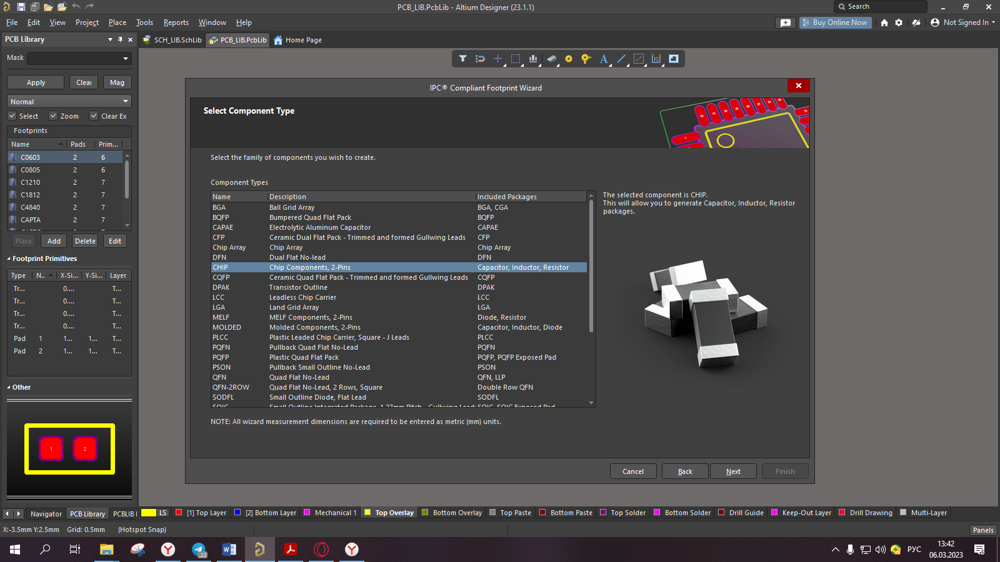 PCB_LIB.PcbLib - Altium Designer (23.1.1)
Search
File Edit View Project Place Tools Reports Window Help
Buy Online Now
Not Signed In
PCB Library
SCH_LIB.SchLib
PCB_LIB.PcbLib
Home Page
Mask
Apply
Clear
Mag
Normal
Select
Zoom
Clear Ex
Footprints
Name Pads Prim...
C0603 2 6
C0805 2 6
C1210 2 7
C1812 2 7
C4840 2 7
CAPTA 2 7
Place Add Delete Edit
Footprint Primitives
Type N.. X-Si... Y-Si... Layer
Tr... 0.... T...
Tr... 0.... T...
Tr... 0.... T...
Tr... 0.... T...
Pad 1 1... 1... T...
Pad 2 1... 1... T...
Other
1 2
IPC® Compliant Footprint Wizard
Select Component Type
Select the family of components you wish to create.
Component Types
Name Description Included Packages
BGA Ball Grid Array BGA, CGA
BQFP Bumpered Quad Flat Pack BQFP
CAPAE Electrolytic Aluminum Capacitor CAPAE
CFP Ceramic Dual Flat Pack - Trimmed and formed Gullwing Leads CFP
Chip Array Chip Array Chip Array
DFN Dual Flat No-lead DFN
CHIP Chip Components, 2-Pins Capacitor, Inductor, Resistor
CQFP Ceramic Quad Flat Pack - Trimmed and formed Gullwing Leads CQFP
DPAK Transistor Outline DPAK
LCC Leadless Chip Carrier LCC
LGA Land Grid Array LGA
MELF MELF Components, 2-Pins Diode, Resistor
MOLDED Molded Components, 2-Pins Capacitor, Inductor, Diode
PLCC Plastic Leaded Chip Carrier, Square - J Leads PLCC
PQFN Pullback Quad Flat No-Lead PQFN
PQFP Plastic Quad Flat Pack PQFP, PQFP Exposed Pad
PSON Pullback Small Outline No-Lead PSON
QFN Quad Flat No-Lead QFN, LLP
QFN-2ROW Quad Flat No-Lead, 2 Rows, Square Double Row QFN
SODFL Small Outline Diode, Flat Lead SODFL
SOIC Small Outline Integrated Package, 1.27mm Pitch - Gullwing Lead SOIC, SOIC Exposed Pad
The selected component is CHIP.
This will allow you to generate Capacitor, Inductor, Resistor
packages.
NOTE: All wizard measurement dimensions are required to be entered as metric (mm) units.
Cancel Back Next Finish
Navigator PCB Library PCBLIB
LS [1] Top Layer [2] Bottom Layer Mechanical 1 Top Overlay Bottom Overlay Top Paste Bottom Paste Top Solder Bottom Solder Drill Guide Keep-Out Layer Drill Drawing Multi-Layer
X:-3.5mm Y:2.5mm Grid: 0.5mm (Hotspot Snap)
Panels
22
РУС
13:42
06.03.2023